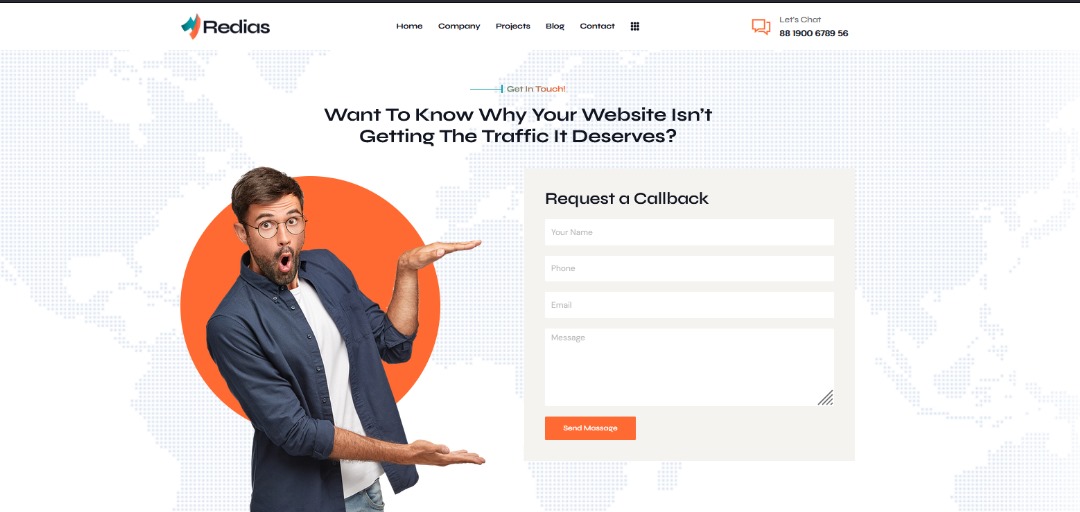 Redias
Home Company Projects Blog Contact
Let's Chat
88 1900 6789 56
Get In Touch!
Want To Know Why Your Website Isn't
Getting The Traffic It Deserves?
Request a Callback
Your Name
Phone
Email
Message
Send Massage